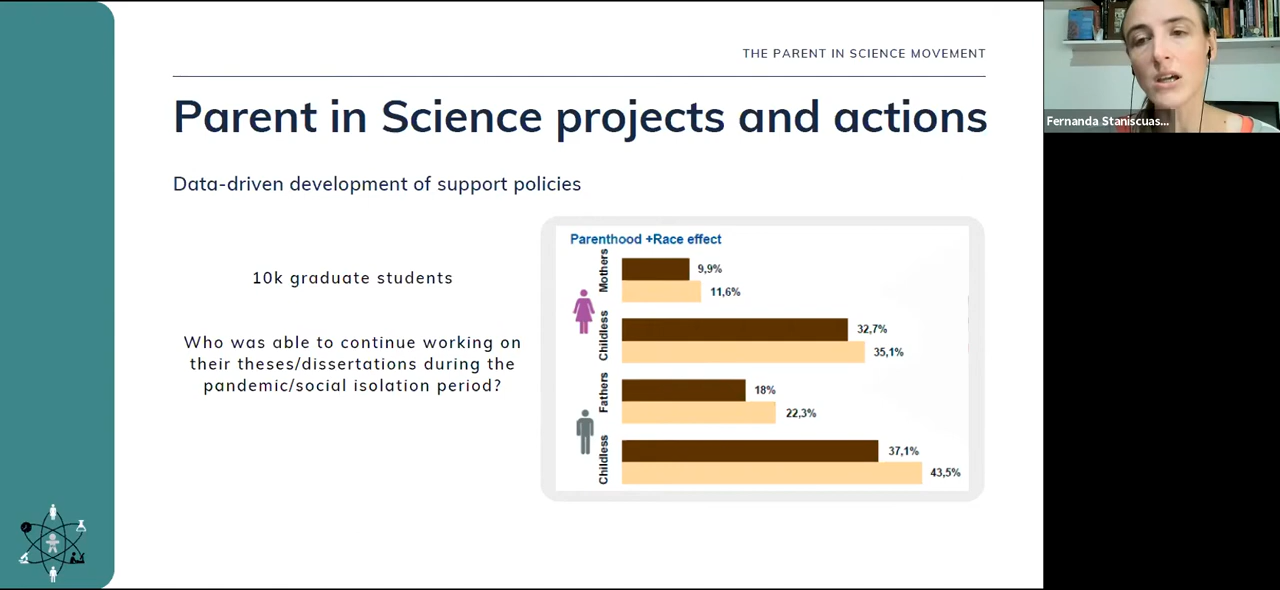 THE PARENT IN SCIENCE MOVEMENT
Parent in Science projects and actions
Data-driven development of support policies
10k graduate students
Who was able to continue working on
their theses/dissertations during the
pandemic/social isolation period?
Parenthood +Race effect
Mothers
9,9%
11,6%
Childless
32,7%
35,1%
Fathers
18%
22,3%
Childless
37,1%
43,5%
Fernanda Staniscuas...